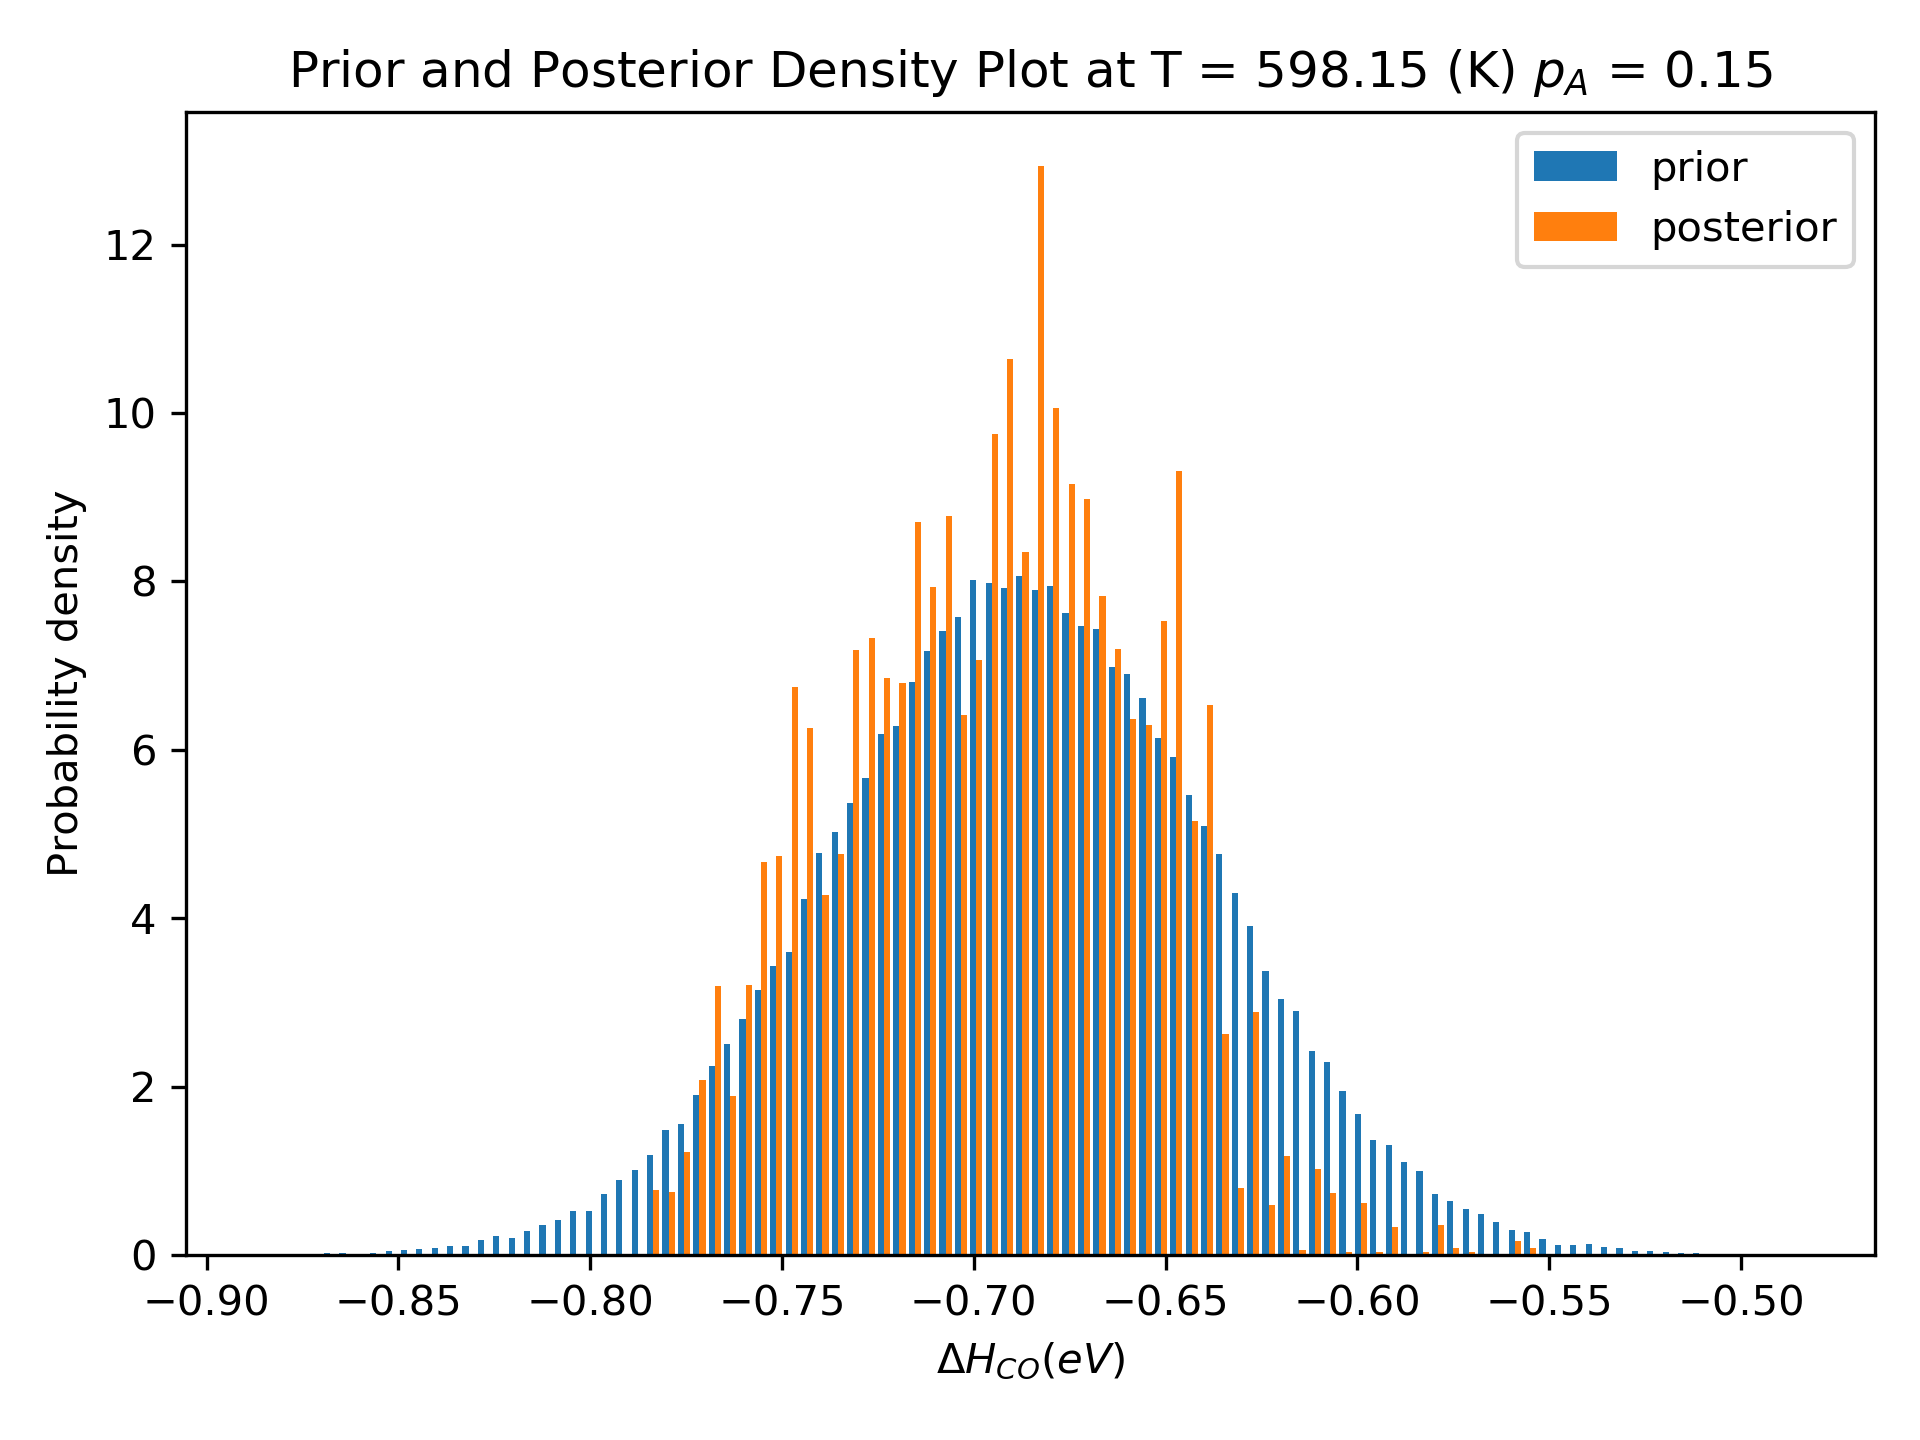 Prior and Posterior Density Plot at T = 598.15 (K) p_A = 0.15
prior
posterior
Probability density
12
10
8
6
4
2
0
−0.90 −0.85 −0.80 −0.75 −0.70 −0.65 −0.60 −0.55 −0.50
ΔH_CO(eV)